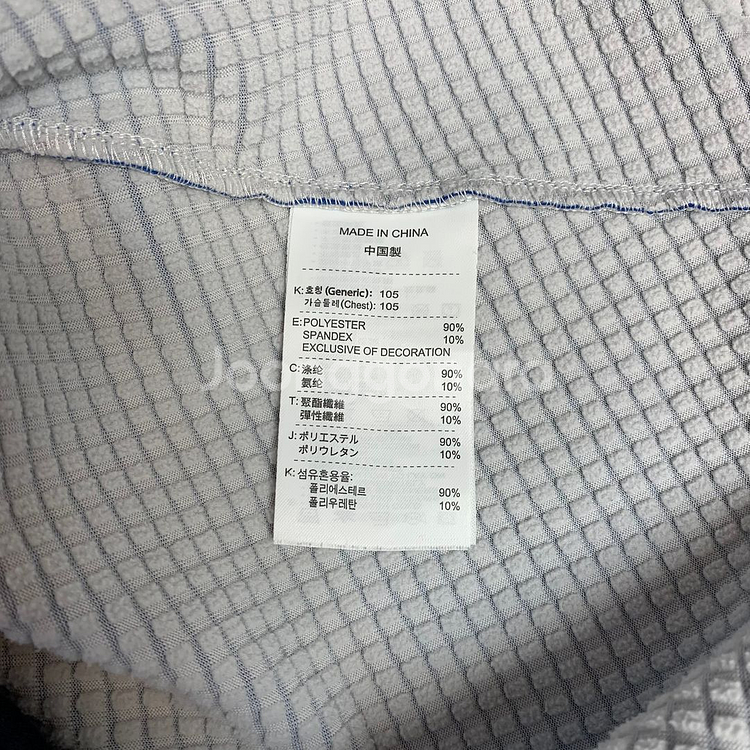 MADE IN CHINA
中国製
K: 호칭 (Generic): 105
가슴둘레 (Chest): 105
E: POLYESTER 90%
SPANDEX 10%
EXCLUSIVE OF DECORATION
C: 涤纶 90%
氨纶 10%
T: 聚酯纖維 90%
彈性纖維 10%
J: ポリエステル 90%
ポリウレタン 10%
K: 섬유혼용율:
폴리에스테르 90%
폴리우레탄 10%
Joonggonara